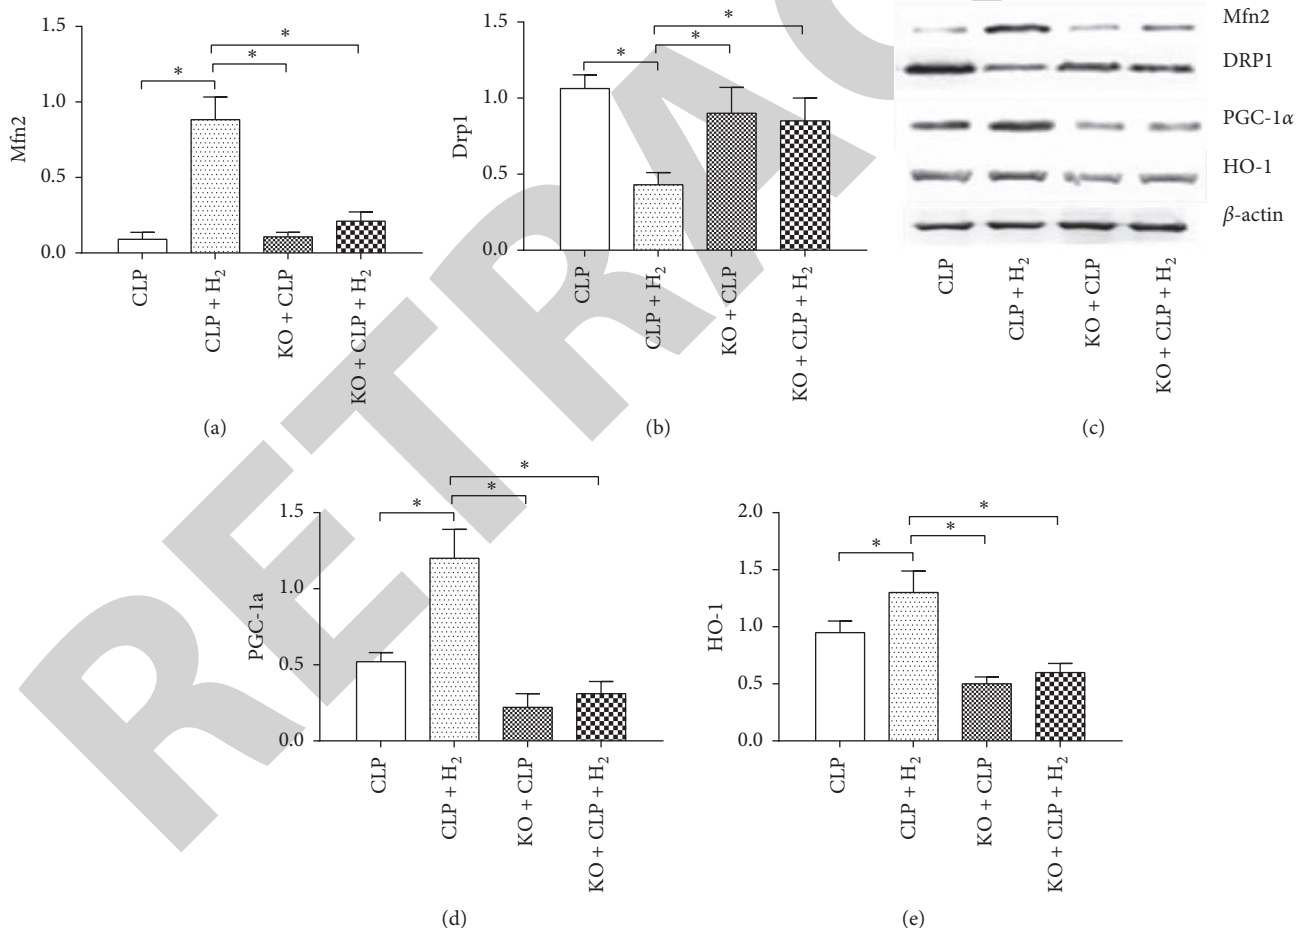 Mfn2
1.5
1.0
0.5
0.0
*
*
*
CLP
CLP + H2
KO + CLP
KO + CLP + H2
(a)
Drp1
1.5
1.0
0.5
0.0
*
*
*
CLP
CLP + H2
KO + CLP
KO + CLP + H2
(b)
Mfn2
DRP1
PGC-1α
HO-1
β-actin
CLP
CLP + H2
KO + CLP
KO + CLP + H2
(c)
PGC-1a
1.5
1.0
0.5
0.0
*
*
*
CLP
CLP + H2
KO + CLP
KO + CLP + H2
(d)
HO-1
2.0
1.5
1.0
0.5
0.0
*
*
*
CLP
CLP + H2
KO + CLP
KO + CLP + H2
(e)
RETRAC